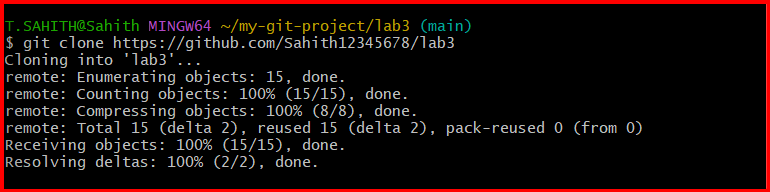 T.SAHITH@Sahith MINGW64 ~/my-git-project/lab3 (main)
$ git clone https://github.com/Sahith12345678/lab3
Cloning into 'lab3'...
remote: Enumerating objects: 15, done.
remote: Counting objects: 100% (15/15), done.
remote: Compressing objects: 100% (8/8), done.
remote: Total 15 (delta 2), reused 15 (delta 2), pack-reused 0 (from 0)
Receiving objects: 100% (15/15), done.
Resolving deltas: 100% (2/2), done.